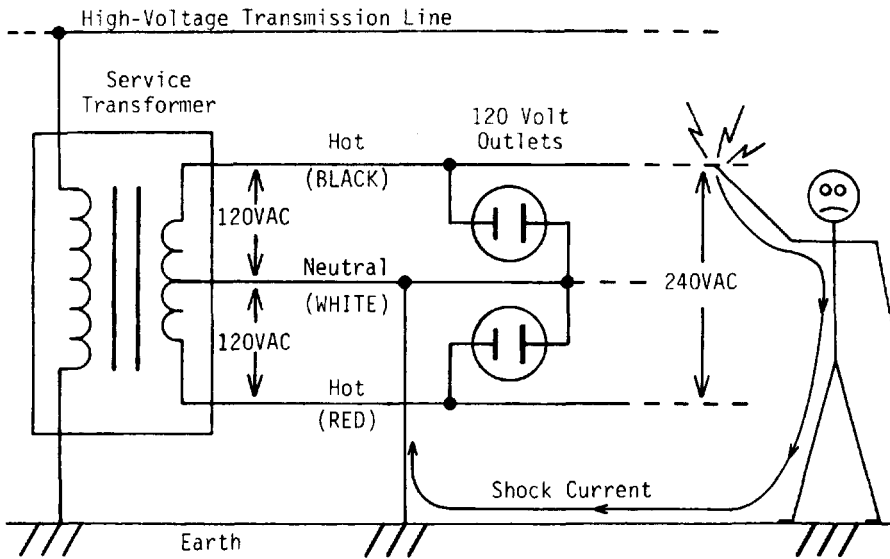 High-Voltage Transmission Line
Service
Transformer
120 Volt
Outlets
Hot
(BLACK)
120VAC
Neutral
(WHITE)
240VAC
120VAC
Hot
(RED)
Shock Current
Earth